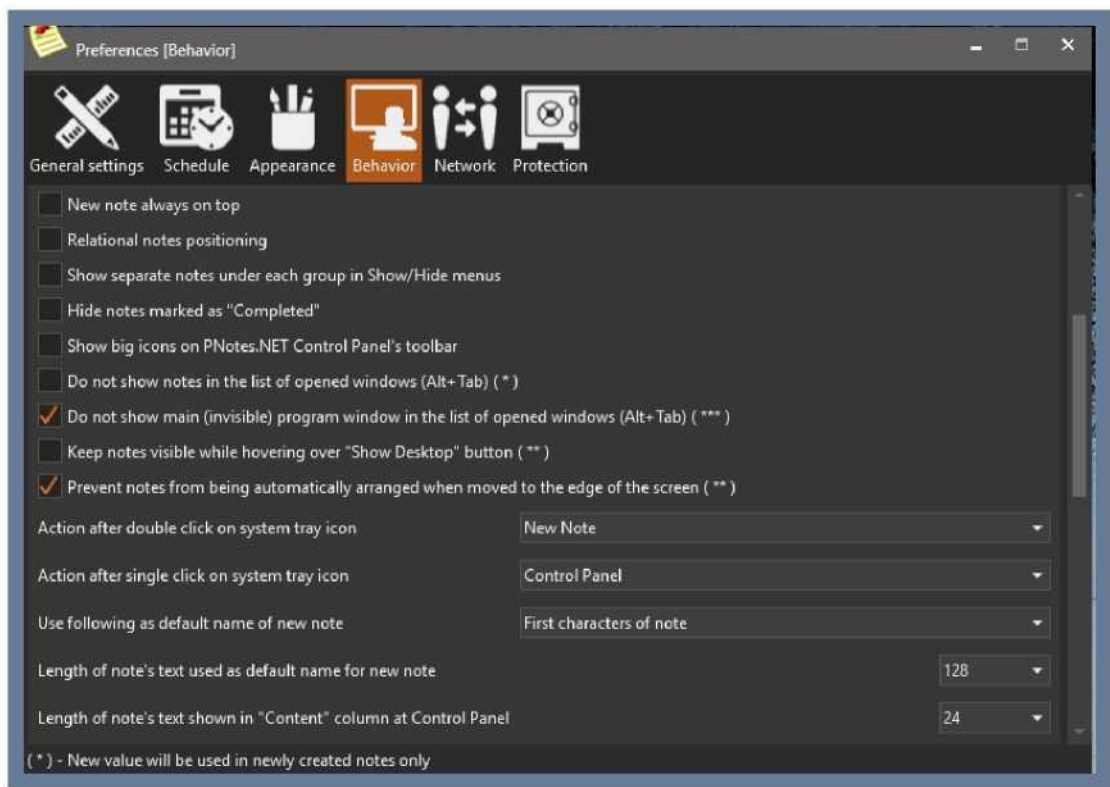 Preferences [Behavior]
General settings Schedule Appearance Behavior Network Protection
New note always on top
Relational notes positioning
Show separate notes under each group in Show/Hide menus
Hide notes marked as "Completed"
Show big icons on PNotes.NET Control Panel's toolbar
Do not show notes in the list of opened windows (Alt+Tab) ( * )
Do not show main (invisible) program window in the list of opened windows (Alt+Tab) ( *** )
Keep notes visible while hovering over "Show Desktop" button ( ** )
Prevent notes from being automatically arranged when moved to the edge of the screen ( ** )
Action after double click on system tray icon New Note
Action after single click on system tray icon Control Panel
Use following as default name of new note First characters of note
Length of note's text used as default name for new note 128
Length of note's text shown in "Content" column at Control Panel 24
( * ) - New value will be used in newly created notes only